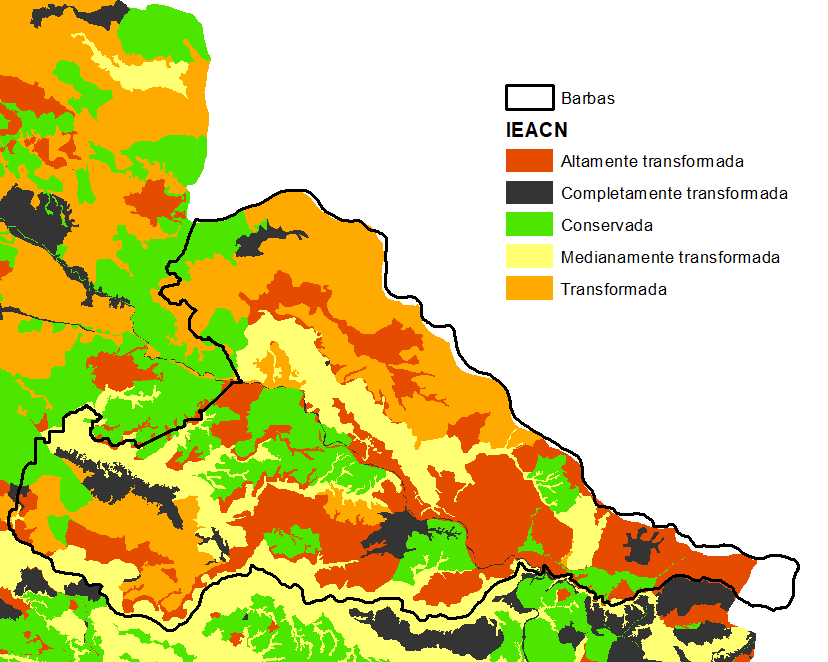 Barbas
IEACN
Altamente transformada
Completamente transformada
Conservada
Medianamente transformada
Transformada